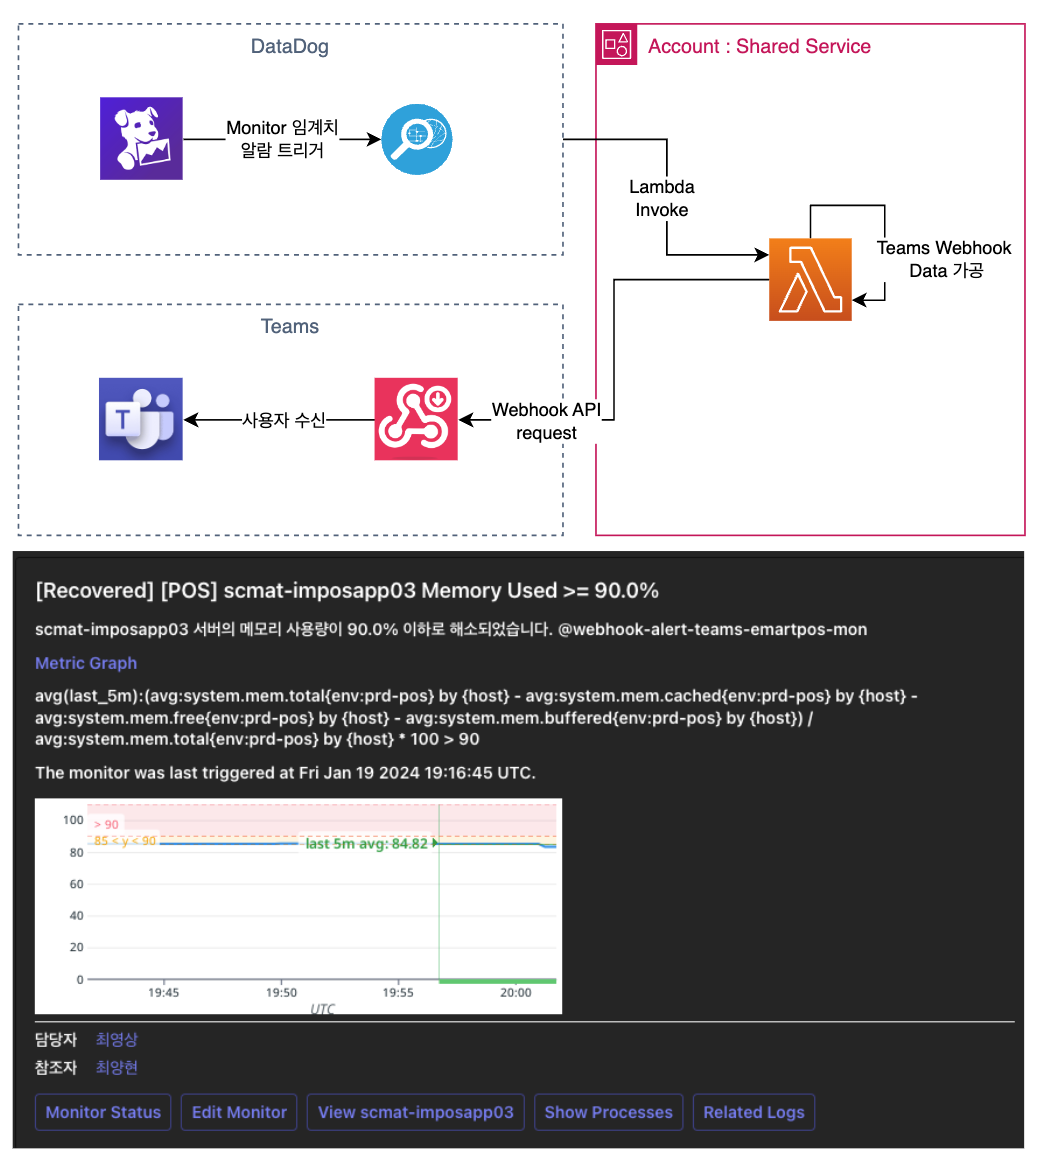 DataDog
Monitor 임계치
알람 트리거
Account : Shared Service
Lambda
Invoke
Teams Webhook
Data 가공
Teams
T
사용자 수신
Webhook API
request
[Recovered] [POS] scmat-imposapp03 Memory Used >= 90.0%
scmat-imposapp03 서버의 메모리 사용량이 90.0% 이하로 해소되었습니다. @webhook-alert-teams-emartpos-mon
Metric Graph
avg(last_5m):(avg:system.mem.total{env:prd-pos} by {host} - avg:system.mem.cached{env:prd-pos} by {host} -
avg:system.mem.free{env:prd-pos} by {host} - avg:system.mem.buffered{env:prd-pos} by {host}) /
avg:system.mem.total{env:prd-pos} by {host} * 100 > 90
The monitor was last triggered at Fri Jan 19 2024 19:16:45 UTC.
100
> 90
85 < y < 90
last 5m avg: 84.82
80
60
40
20
0
19:45 19:50 19:55 20:00
UTC
담당자 최영상
참조자 최양현
Monitor Status Edit Monitor View scmat-imposapp03 Show Processes Related Logs